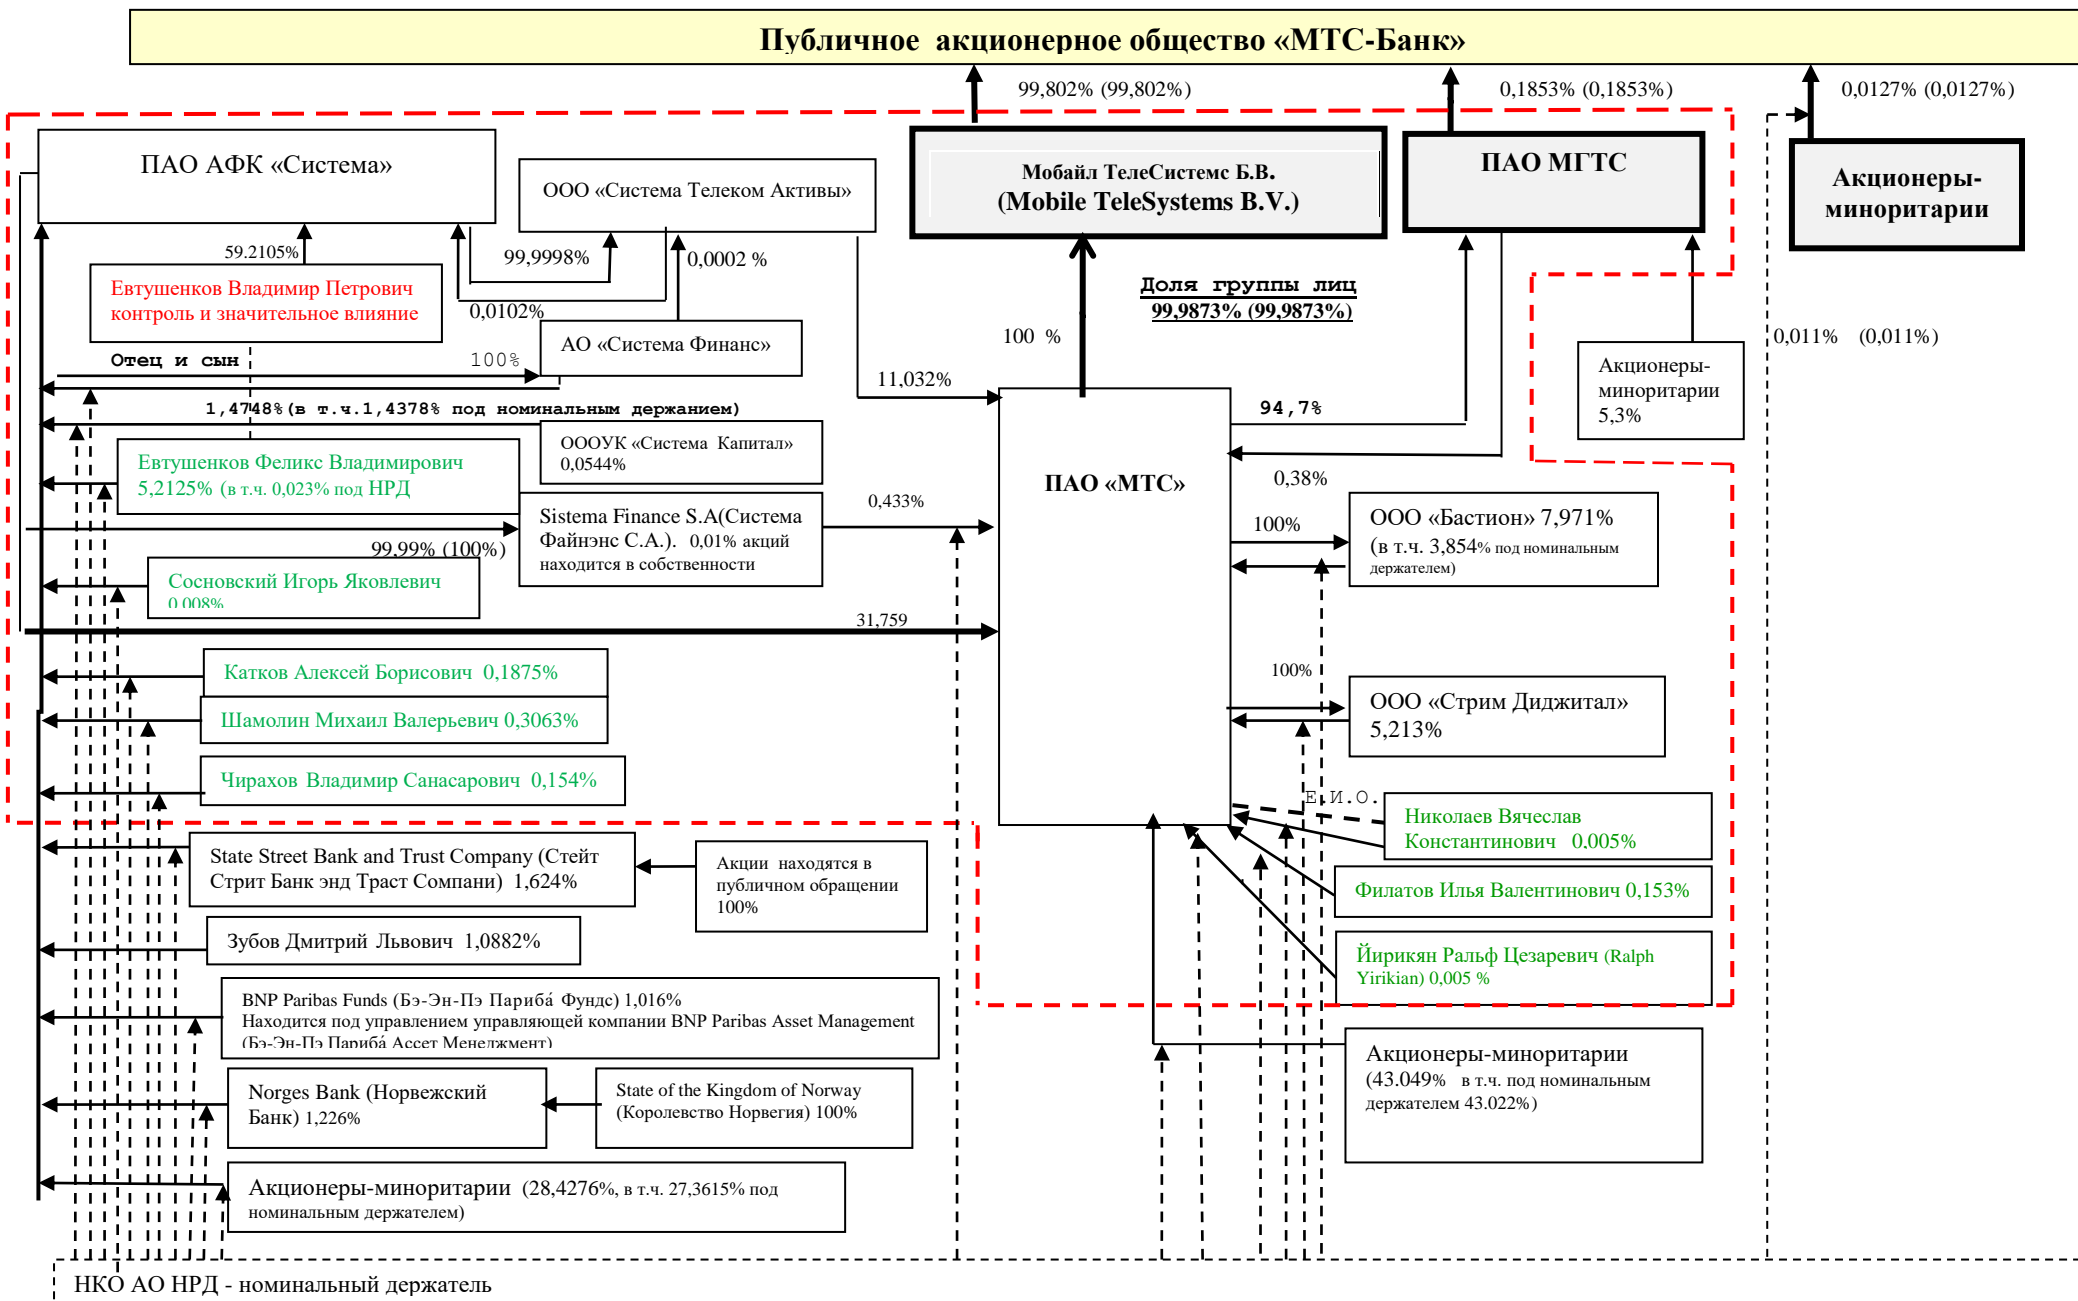 Публичное акционерное общество «МТС-Банк»
99,802% (99,802%)
0,1853% (0,1853%)
0,0127% (0,0127%)
ПАО АФК «Система»
ООО «Система Телеком Активы»
Мобайл ТелеСистемс Б.В.
(Mobile TeleSystems B.V.)
ПАО МГТС
Акционеры-
миноритарии
59.2105%
99,9998%
0,0002 %
Евтушенков Владимир Петрович
контроль и значительное влияние
0,0102%
Доля группы лиц
99,9873% (99,9873%)
АО «Система Финанс»
100 %
0,011% (0,011%)
Отец и сын
100%
11,032%
Акционеры-
миноритарии
5,3%
1,4748%(в т.ч.1,4378% под номинальным держанием)
94,7%
ОООУК «Система Капитал»
0,0544%
Евтушенков Феликс Владимирович
5,2125% (в т.ч. 0,023% под НРД
ПАО «МТС»
0,38%
0,433%
Sistema Finance S.A(Система
Файнэнс С.А.). 0,01% акций
находится в собственности
99,99% (100%)
100%
ООО «Бастион» 7,971%
(в т.ч. 3,854% под номинальным
держателем)
Сосновский Игорь Яковлевич
0,008%
31,759
Катков Алексей Борисович 0,1875%
100%
ООО «Стрим Диджитал»
5,213%
Шамолин Михаил Валерьевич 0,3063%
Чирахов Владимир Санасарович 0,154%
Е.И.О.
Николаев Вячеслав
Константинович 0,005%
State Street Bank and Trust Company (Стейт
Стрит Банк энд Траст Сомпани) 1,624%
Акции находятся в
публичном обращении
100%
Филатов Илья Валентинович 0,153%
Зубов Дмитрий Львович 1,0882%
Йирикян Ральф Цезаревич (Ralph
Yirikian) 0,005 %
BNP Paribas Funds (Бэ-Эн-Пэ Париба́ Фундс) 1,016%
Находится под управлением управляющей компании BNP Paribas Asset Management
(Бэ-Эн-Пэ Париба́ Ассет Менеджмент)
Акционеры-миноритарии
(43.049% в т.ч. под номинальным
держателем 43.022%)
Norges Bank (Норвежский
Банк) 1,226%
State of the Kingdom of Norway
(Королевство Норвегия) 100%
Акционеры-миноритарии (28,4276%, в т.ч. 27,3615% под
номинальным держателем)
НКО АО НРД - номинальный держатель